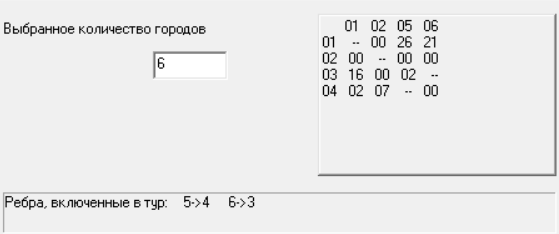 Выбранное количество городов
6
01 02 05 06
01 -- 00 26 21
02 00 -- 00 00
03 16 00 02 --
04 02 07 -- 00
Ребра, включенные в тур: 5->4 6->3